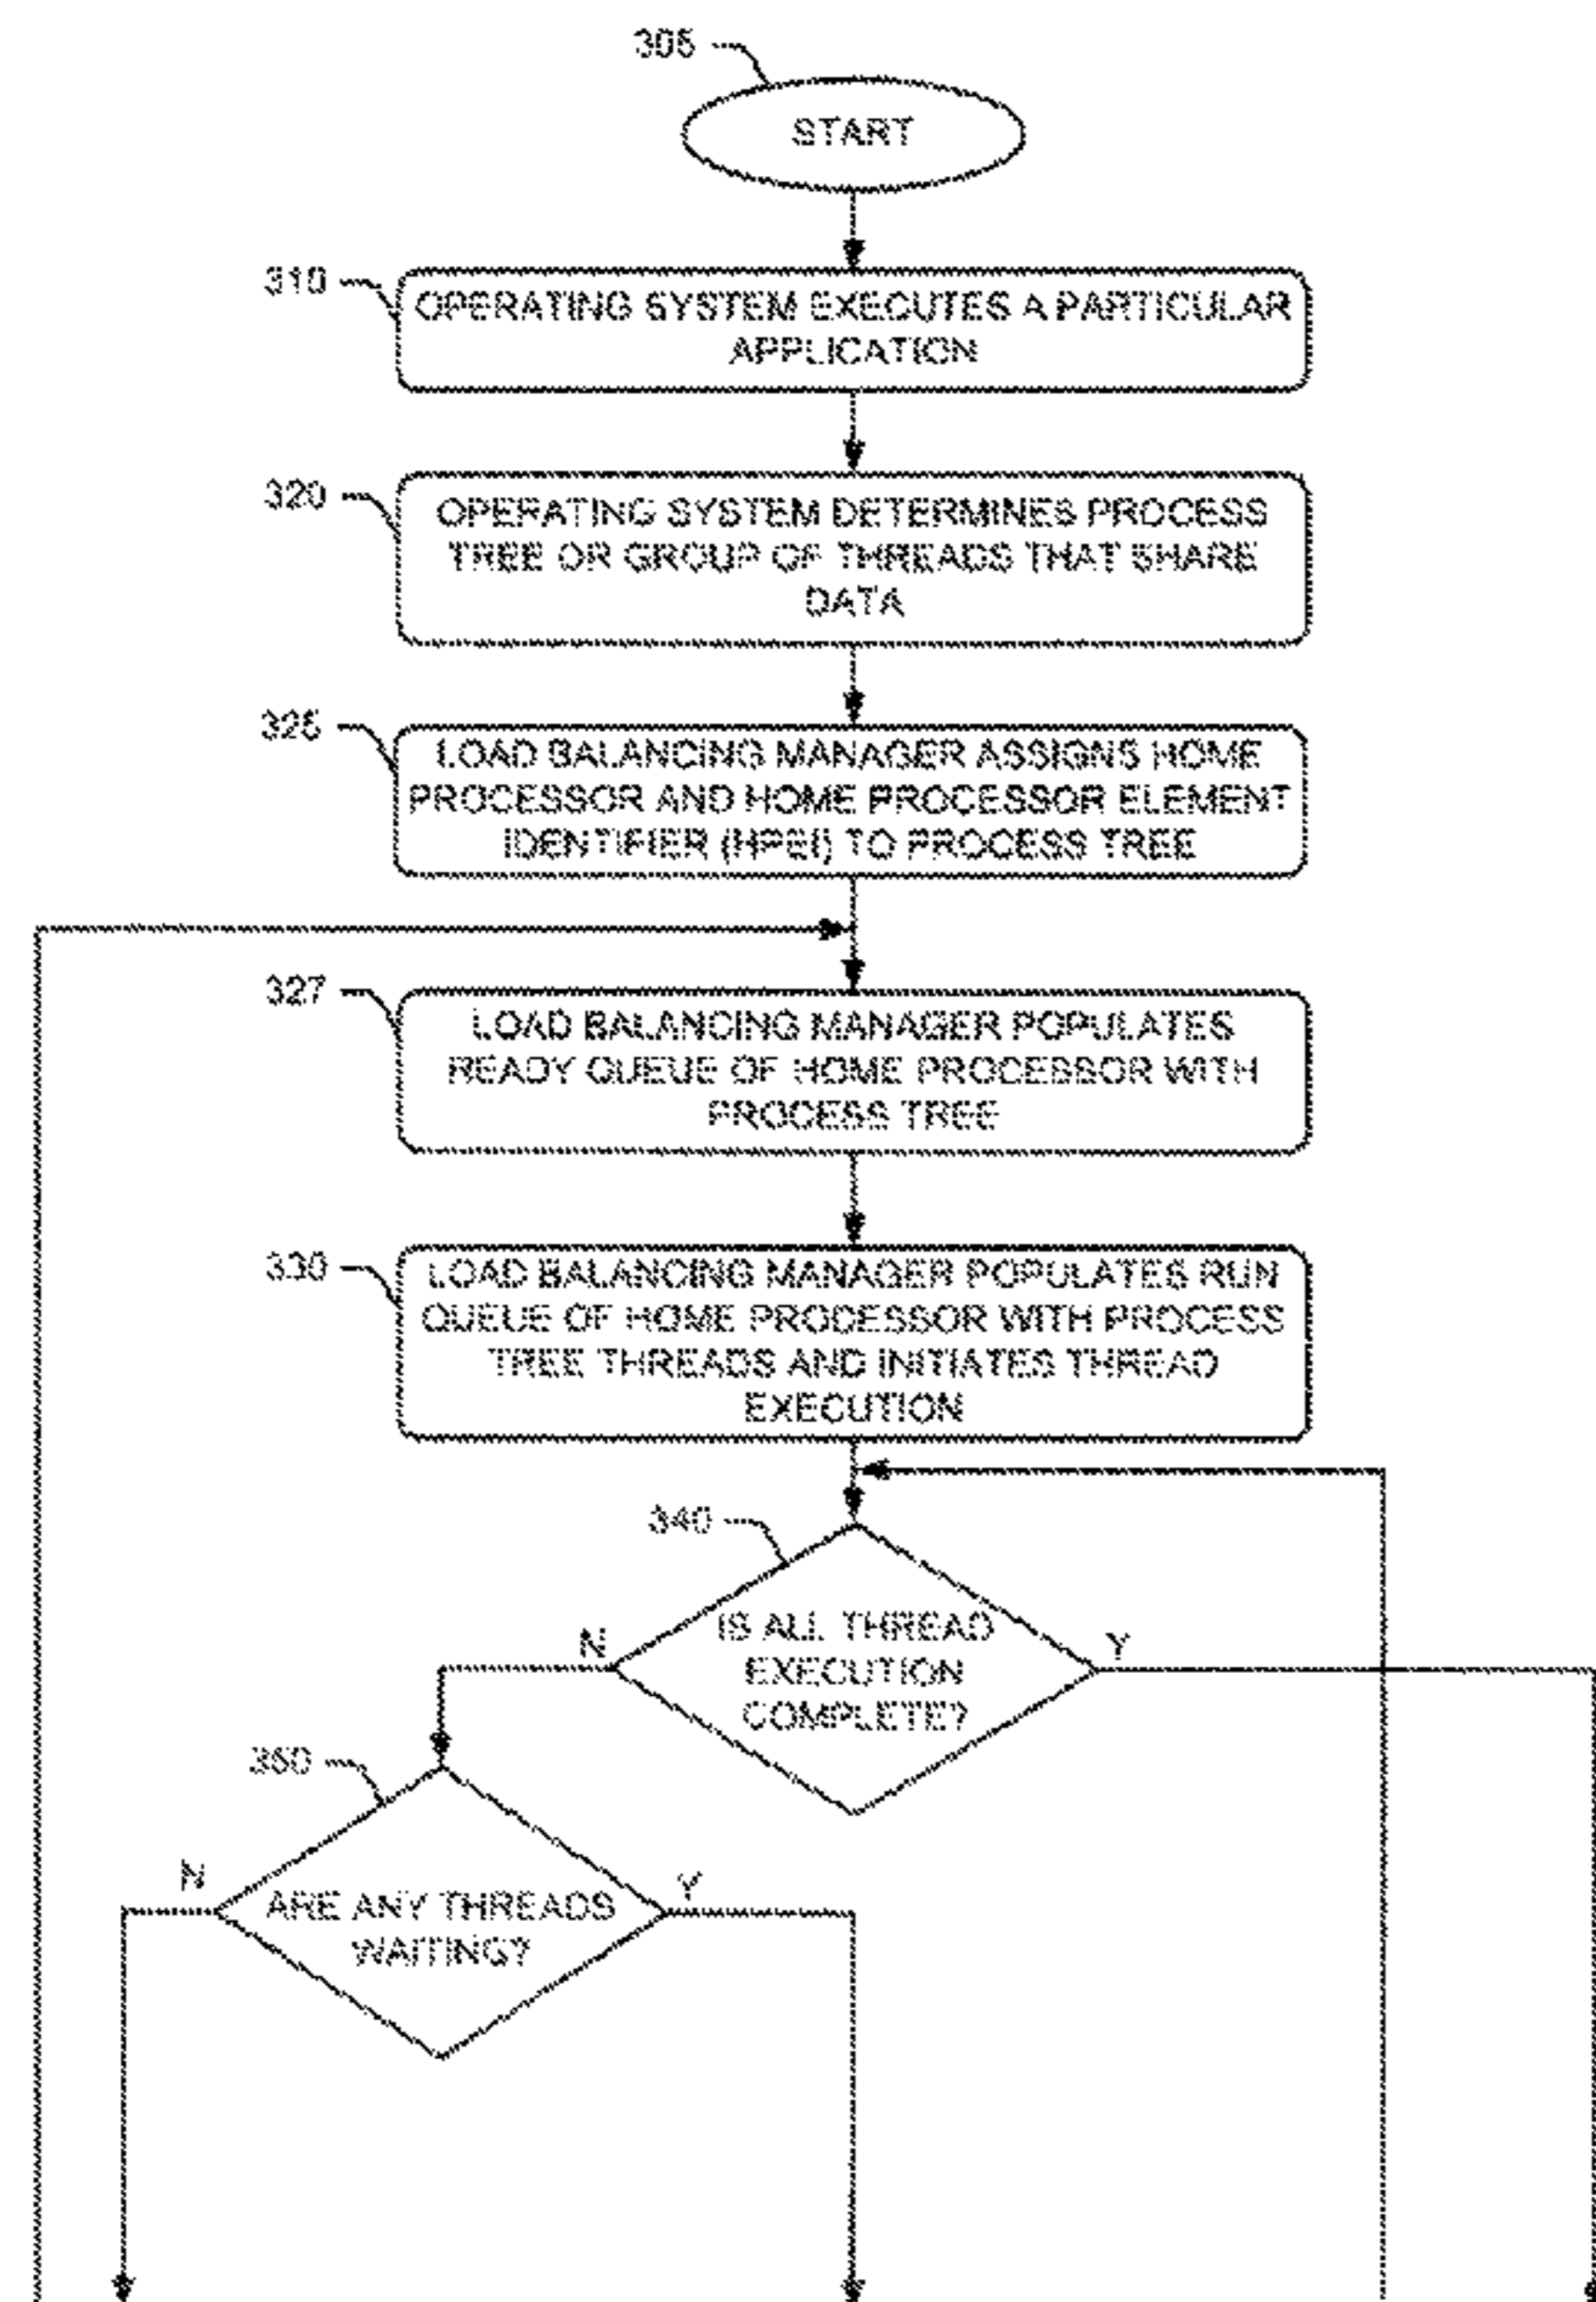 305
START
310
OPERATING SYSTEM EXECUTES A PARTICULAR
APPLICATION
320
OPERATING SYSTEM DETERMINES PROCESS
TREE OR GROUP OF THREADS THAT SHARE
DATA
325
LOAD BALANCING MANAGER ASSIGNS HOME
PROCESSOR AND HOME PROCESSOR ELEMENT
IDENTIFIER (HPEI) TO PROCESS TREE
327
LOAD BALANCING MANAGER POPULATES
READY QUEUE OF HOME PROCESSOR WITH
PROCESS TREE
330
LOAD BALANCING MANAGER POPULATES RUN
QUEUE OF HOME PROCESSOR WITH PROCESS
TREE THREADS AND INITIATES THREAD
EXECUTION
340
IS ALL THREAD
EXECUTION
COMPLETE?
N
Y
350
ARE ANY THREADS
WAITING?
N
Y